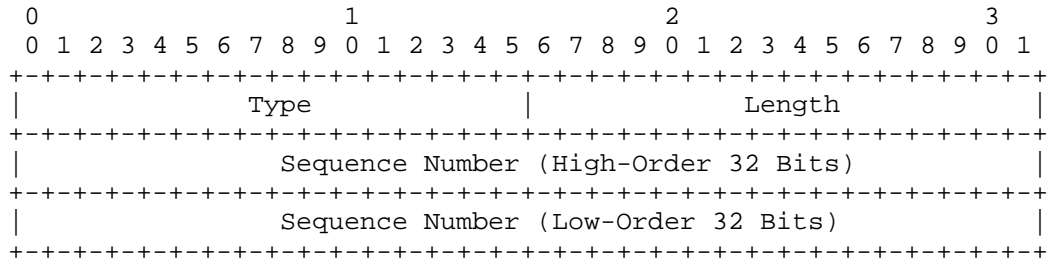 0                   1                   2                   3
 0 1 2 3 4 5 6 7 8 9 0 1 2 3 4 5 6 7 8 9 0 1 2 3 4 5 6 7 8 9 0 1
+-+-+-+-+-+-+-+-+-+-+-+-+-+-+-+-+-+-+-+-+-+-+-+-+-+-+-+-+-+-+-+-+
|              Type             |             Length            |
+-+-+-+-+-+-+-+-+-+-+-+-+-+-+-+-+-+-+-+-+-+-+-+-+-+-+-+-+-+-+-+-+
|                Sequence Number (High-Order 32 Bits)           |
+-+-+-+-+-+-+-+-+-+-+-+-+-+-+-+-+-+-+-+-+-+-+-+-+-+-+-+-+-+-+-+-+
|                Sequence Number (Low-Order 32 Bits)            |
+-+-+-+-+-+-+-+-+-+-+-+-+-+-+-+-+-+-+-+-+-+-+-+-+-+-+-+-+-+-+-+-+